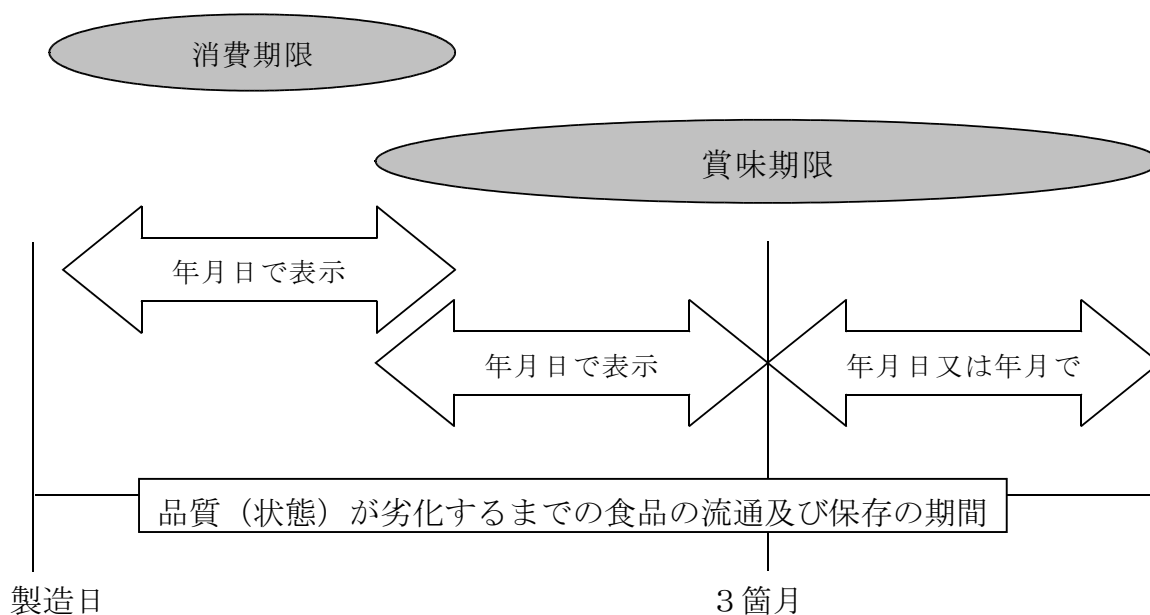 消費期限
賞味期限
年月日で表示
年月日で表示
年月日又は年月で
品質（状態）が劣化するまでの食品の流通及び保存の期間
製造日
３箇月